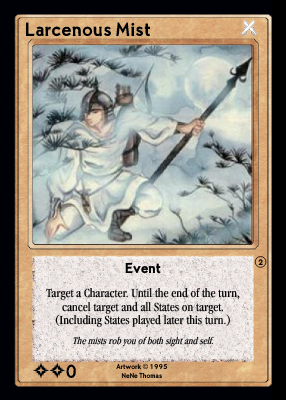 Larcenous Mist
2
Event
Target a Character. Until the end of the turn,
cancel target and all States on target.
(Including States played later this turn.)
The mists rob you of both sight and self.
0
Artwork © 1995
NeNe Thomas